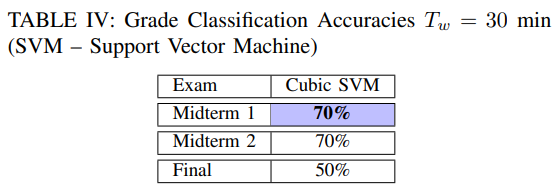 TABLE IV: Grade Classification Accuracies T_w = 30 min
(SVM – Support Vector Machine)
Exam Cubic SVM
Midterm 1 70%
Midterm 2 70%
Final 50%